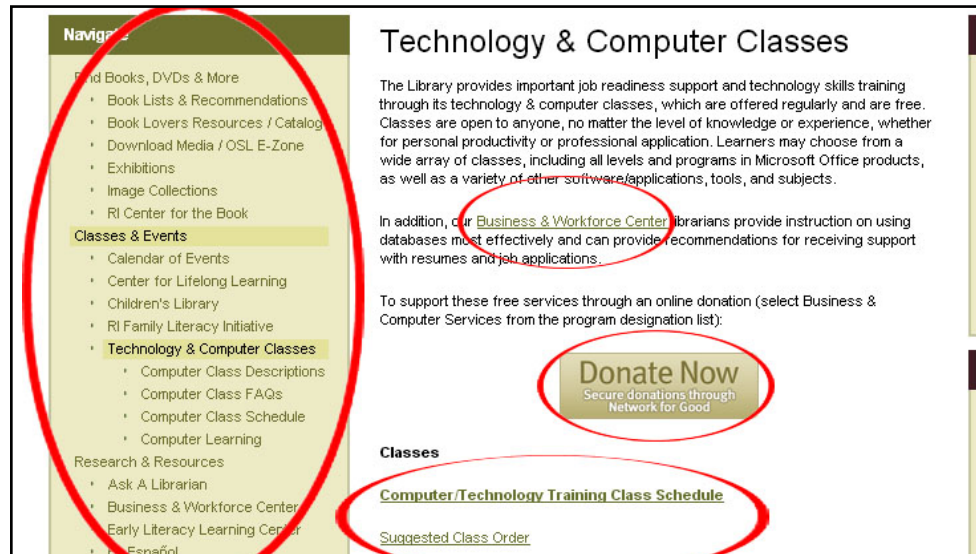 Navigate
Find Books, DVDs & More
Book Lists & Recommendations
Book Lovers Resources / Catalog
Download Media / OSL E-Zone
Exhibitions
Image Collections
RI Center for the Book
Classes & Events
Calendar of Events
Center for Lifelong Learning
Children's Library
RI Family Literacy Initiative
Technology & Computer Classes
Computer Class Descriptions
Computer Class FAQs
Computer Class Schedule
Computer Learning
Research & Resources
Ask A Librarian
Business & Workforce Center
Early Literacy Learning Center
Español
Technology & Computer Classes
The Library provides important job readiness support and technology skills training
through its technology & computer classes, which are offered regularly and are free.
Classes are open to anyone, no matter the level of knowledge or experience, whether
for personal productivity or professional application. Learners may choose from a
wide array of classes, including all levels and programs in Microsoft Office products,
as well as a variety of other software/applications, tools, and subjects.
In addition, our Business & Workforce Center librarians provide instruction on using
databases most effectively and can provide recommendations for receiving support
with resumes and job applications.
To support these free services through an online donation (select Business &
Computer Services from the program designation list):
Donate Now
Secure donations through
Network for Good
Classes
Computer/Technology Training Class Schedule
Suggested Class Order